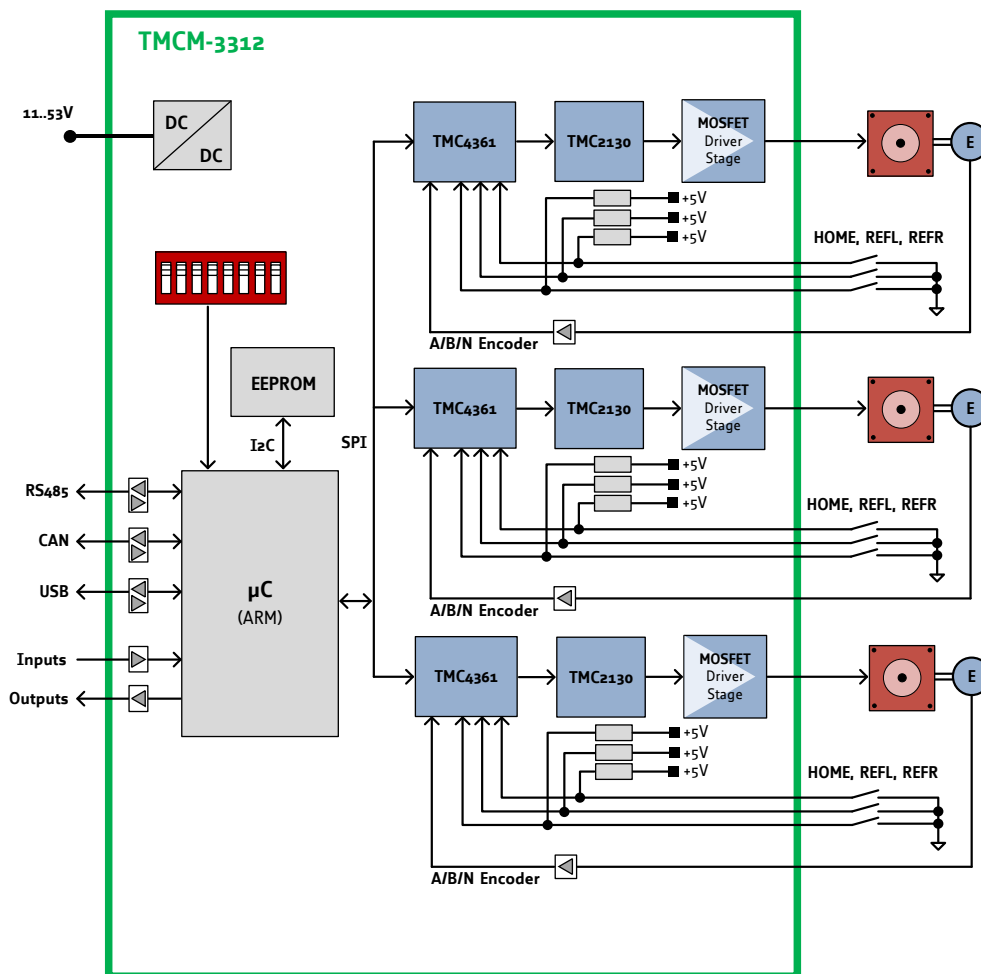 TMCM-3312
11..53V
DC
DC
TMC4361
TMC2130
MOSFET
Driver
Stage
E
+5V
+5V
+5V
HOME, REFL, REFR
A/B/N Encoder
EEPROM
I2C
SPI
TMC4361
TMC2130
MOSFET
Driver
Stage
E
+5V
+5V
+5V
HOME, REFL, REFR
A/B/N Encoder
RS485
CAN
USB
Inputs
Outputs
µC
(ARM)
TMC4361
TMC2130
MOSFET
Driver
Stage
E
+5V
+5V
+5V
HOME, REFL, REFR
A/B/N Encoder